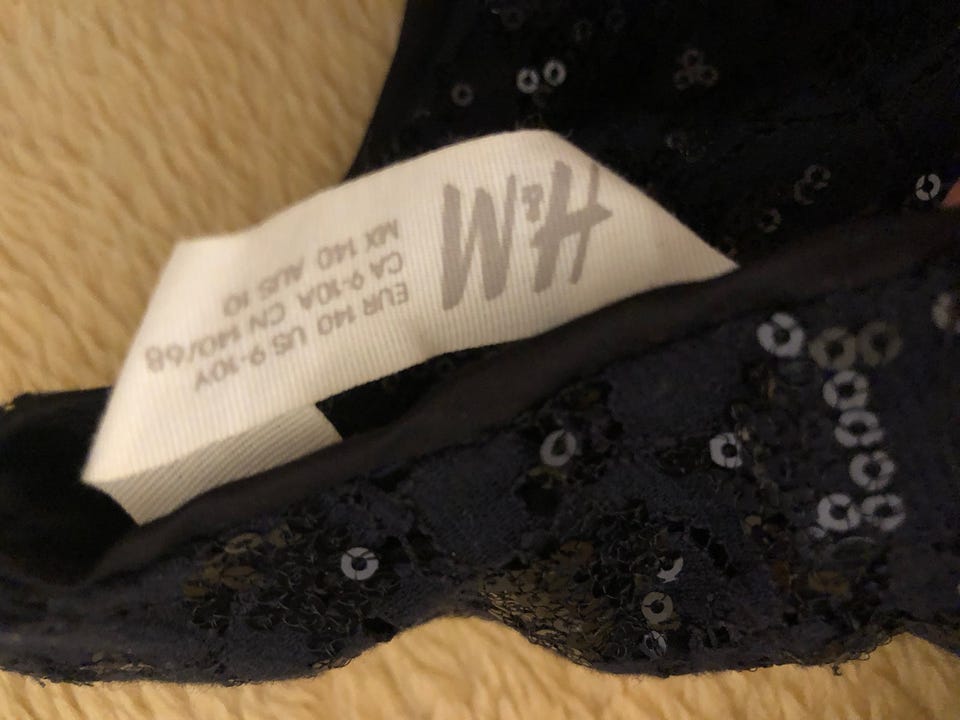 H&M
EUR 140 US 9-10Y
CA 9-10A CN 140/68
MX 140 AUS 10